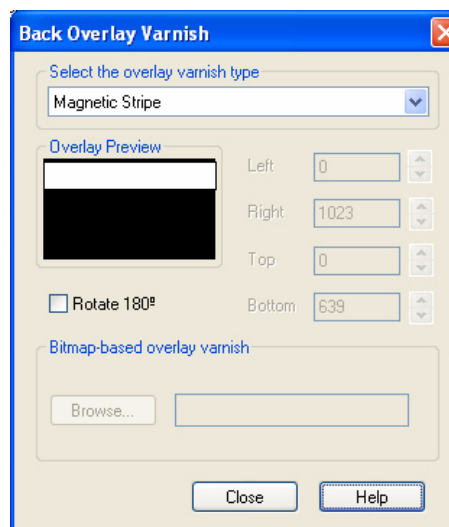 Back Overlay Varnish
Select the overlay varnish type
Magnetic Stripe
Overlay Preview
Left 0
Right 1023
Top 0
Rotate 180º
Bottom 639
Bitmap-based overlay varnish
Browse...
Close Help